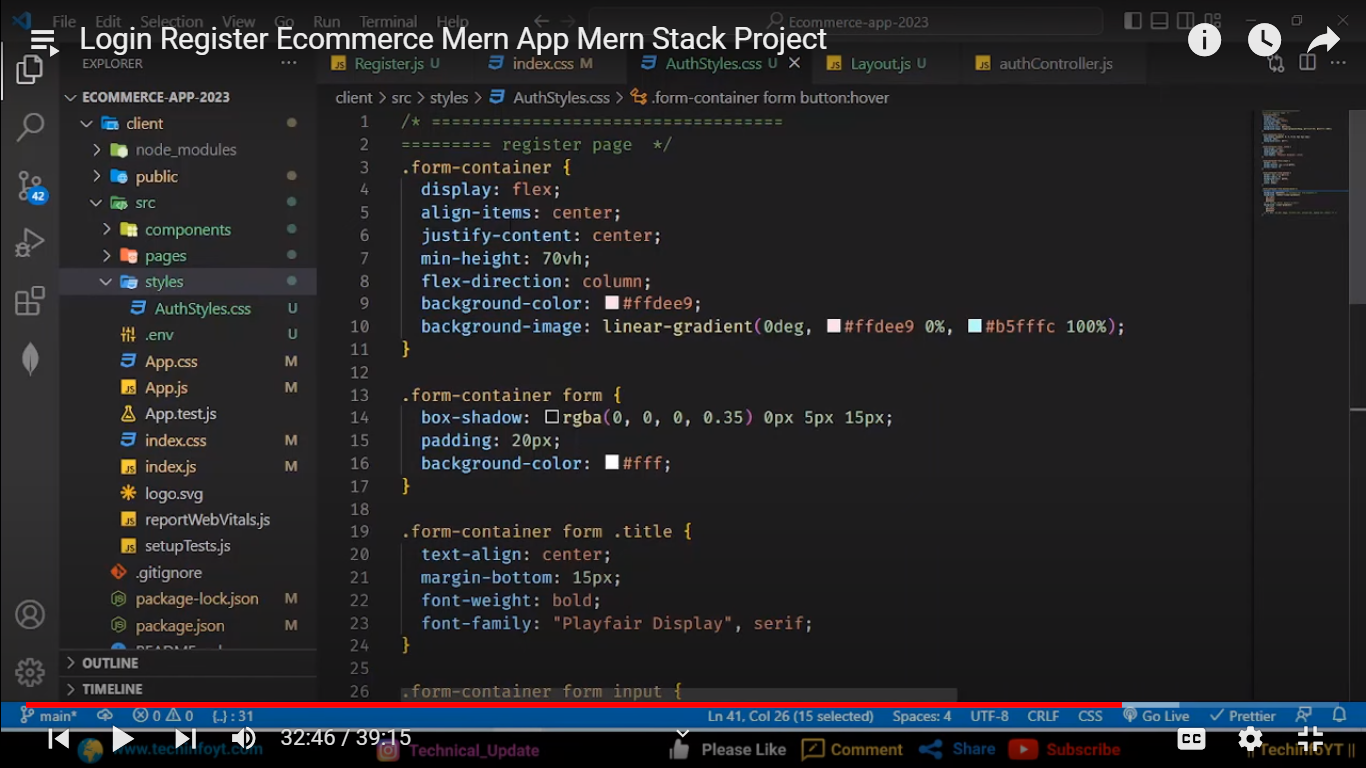 File Edit Selection View Go Run Terminal Help
Ecommerce-app-2023
Login Register Ecommerce Mern App Mern Stack Project
EXPLORER
Register.js U
index.css M
AuthStyles.css U
Layout.js U
authController.js
ECOMMERCE-APP-2023
client
node_modules
public
src
components
pages
styles
AuthStyles.css U
.env U
App.css M
App.js M
App.test.js
index.css M
index.js M
logo.svg
reportWebVitals.js
setupTests.js
.gitignore
package-lock.json M
package.json M
OUTLINE
TIMELINE
42
client > src > styles > AuthStyles.css > .form-container form button:hover
1 /* ===================================
2 ========= register page  */
3 .form-container {
4 display: flex;
5 align-items: center;
6 justify-content: center;
7 min-height: 70vh;
8 flex-direction: column;
9 background-color: #ffdee9;
10 background-image: linear-gradient(0deg, #ffdee9 0%, #b5fffc 100%);
11 }
12
13 .form-container form {
14 box-shadow: rgba(0, 0, 0, 0.35) 0px 5px 15px;
15 padding: 20px;
16 background-color: #fff;
17 }
18
19 .form-container form .title {
20 text-align: center;
21 margin-bottom: 15px;
22 font-weight: bold;
23 font-family: "Playfair Display", serif;
24 }
25
26 .form-container form input {
main* 0 0 {..} : 31 Ln 41, Col 26 (15 selected) Spaces: 4 UTF-8 CRLF CSS Go Live Prettier
www.techinfoyt.com
32:46 / 39:15
Technical_Update
Please Like
Comment
Share
Subscribe
CC
|| TechinfoYT ||